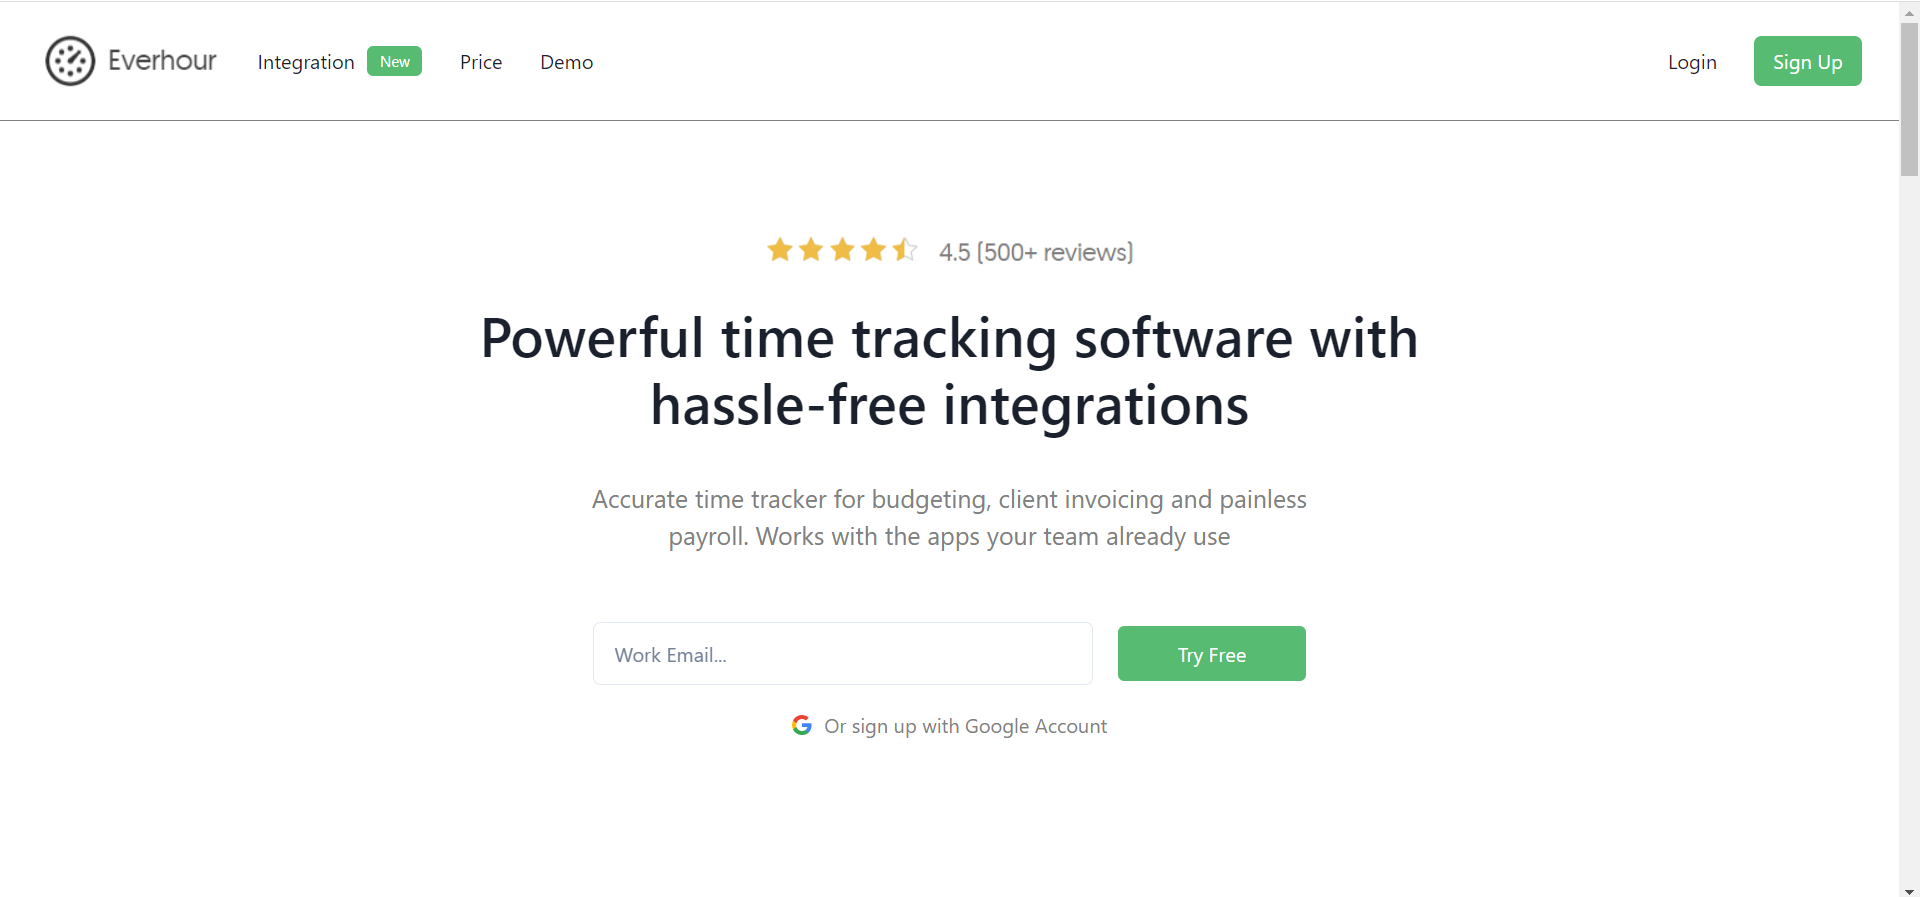 Everhour Integration New Price Demo Login Sign Up
4.5 (500+ reviews)
Powerful time tracking software with
hassle-free integrations
Accurate time tracker for budgeting, client invoicing and painless
payroll. Works with the apps your team already use
Work Email... Try Free
Or sign up with Google Account